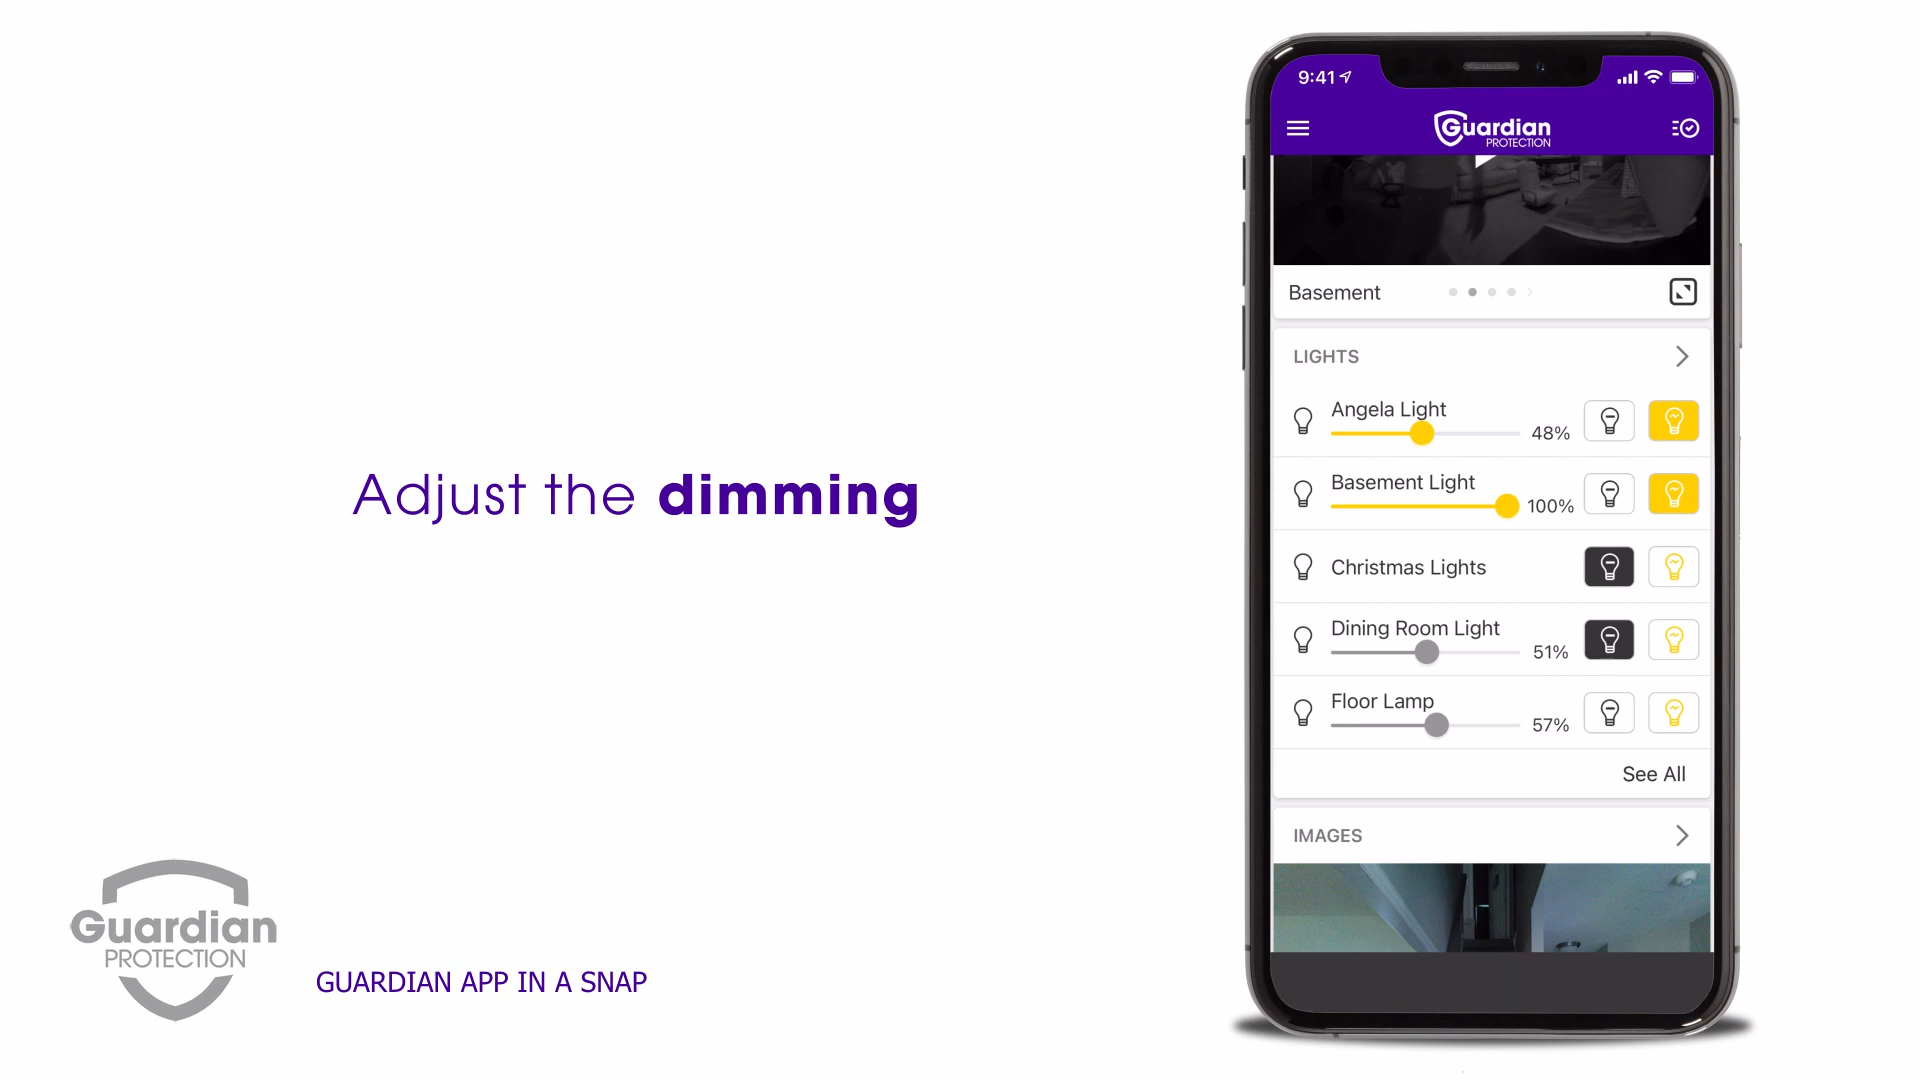 Adjust the dimming
Guardian
PROTECTION
GUARDIAN APP IN A SNAP
9:41
Guardian
PROTECTION
Basement
LIGHTS
Angela Light
48%
Basement Light
100%
Christmas Lights
Dining Room Light
51%
Floor Lamp
57%
See All
IMAGES